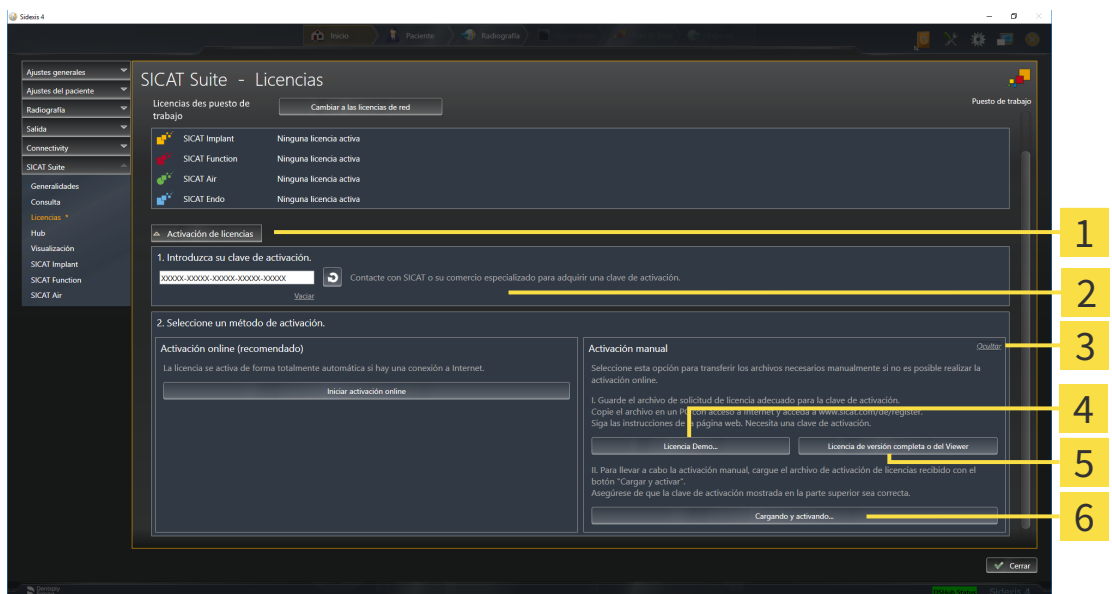 Sidexis 4
Inicio
Paciente
Radiografía
Ajustes generales
Ajustes del paciente
Radiografía
Salida
Connectivity
SICAT Suite
Generalidades
Consulta
Licencias *
Hub
Visualización
SICAT Implant
SICAT Function
SICAT Air
SICAT Suite - Licencias
Puesto de trabajo
Licencias des puesto de
trabajo
Cambiar a las licencias de red
SICAT Implant Ninguna licencia activa
SICAT Function Ninguna licencia activa
SICAT Air Ninguna licencia activa
SICAT Endo Ninguna licencia activa
Activación de licencias
1. Introduzca su clave de activación.
XXXXX-XXXXX-XXXXX-XXXXX-XXXXX
Contacte con SICAT o su comercio especializado para adquirir una clave de activación.
Vaciar
2. Seleccione un método de activación.
Activación online (recomendado)
La licencia se activa de forma totalmente automática si hay una conexión a Internet.
Iniciar activación online
Activación manual
Ocultar
Seleccione esta opción para transferir los archivos necesarios manualmente si no es posible realizar la
activación online.
I. Guarde el archivo de solicitud de licencia adecuado para la clave de activación.
Copie el archivo en un PC con acceso a Internet y acceda a www.sicat.com/de/register.
Siga las instrucciones de la página web. Necesita una clave de activación.
Licencia Demo...
Licencia de versión completa o del Viewer
II. Para llevar a cabo la activación manual, cargue el archivo de activación de licencias recibido con el
botón "Cargar y activar".
Asegúrese de que la clave de activación mostrada en la parte superior sea correcta.
Cargando y activando...
Cerrar
Dentsply
Sidexis 4
1
2
3
4
5
6